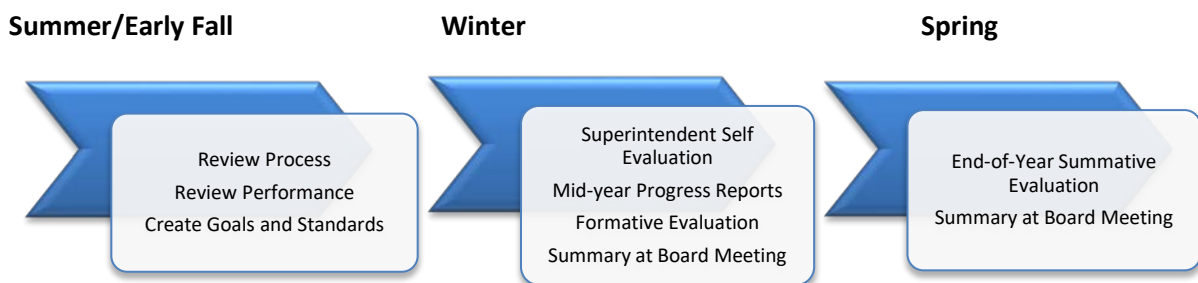 Summer/Early Fall
Review Process
Review Performance
Create Goals and Standards
Winter
Superintendent Self
Evaluation
Mid-year Progress Reports
Formative Evaluation
Summary at Board Meeting
Spring
End-of-Year Summative
Evaluation
Summary at Board Meeting